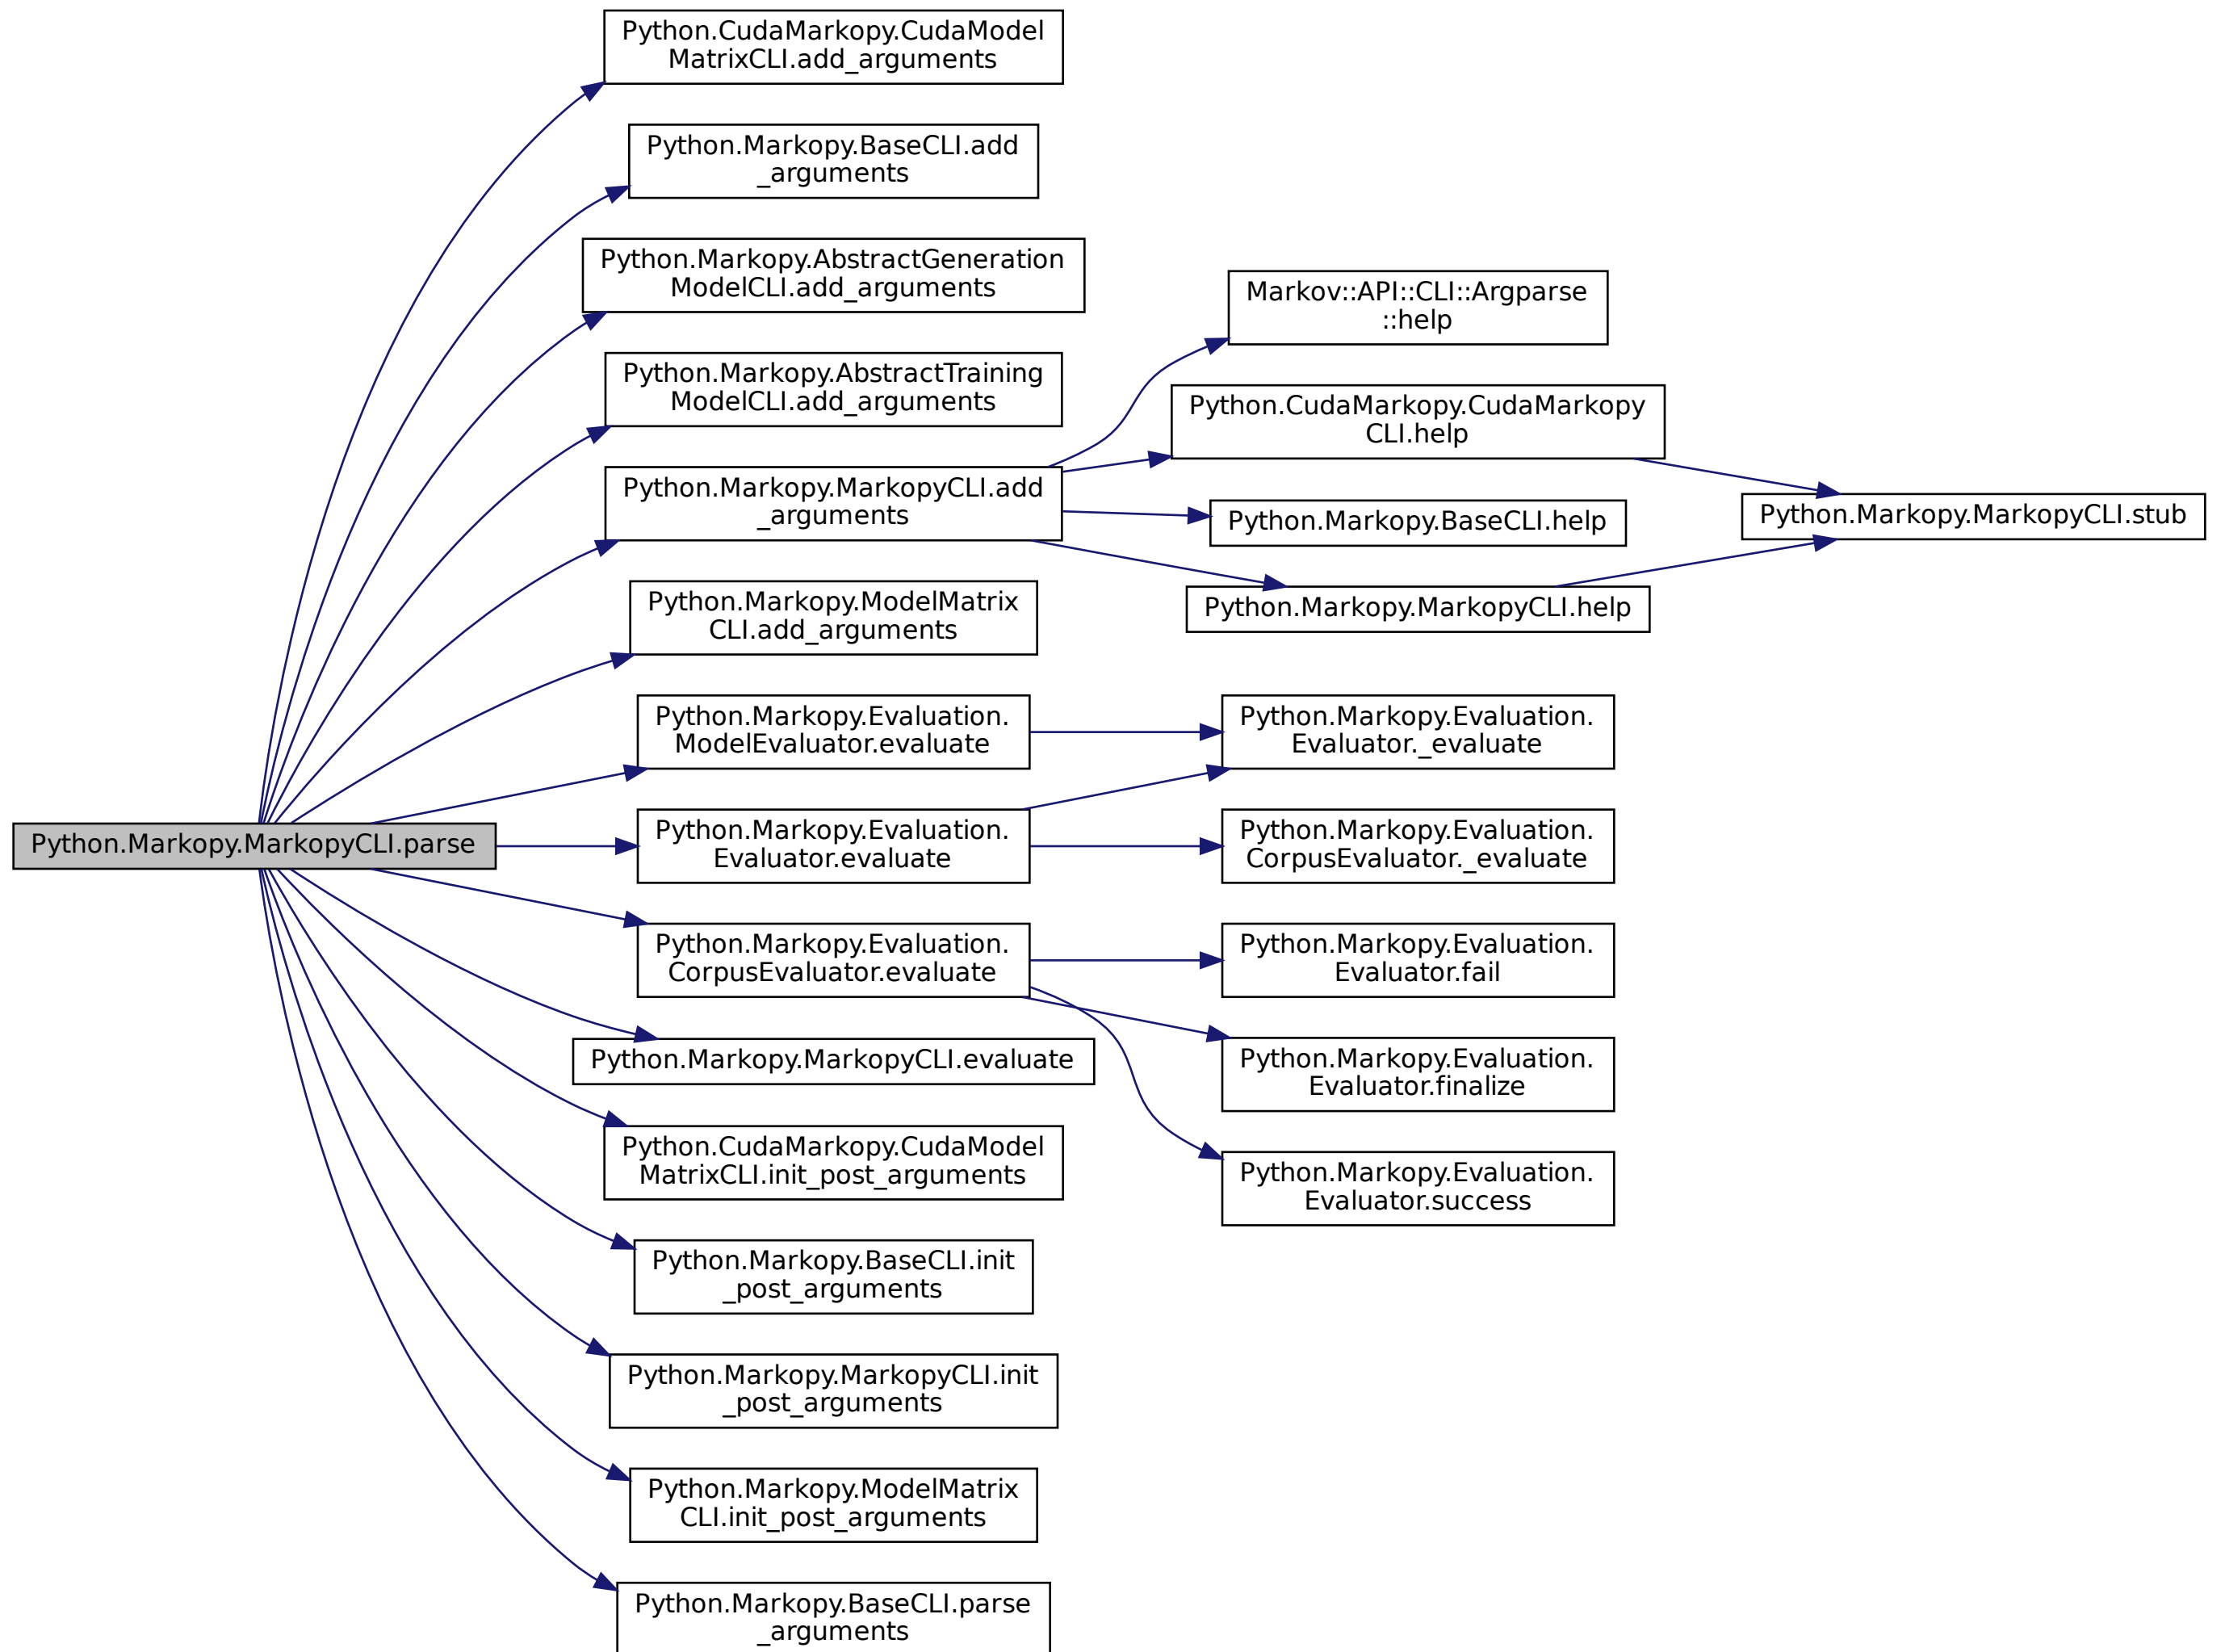 Python.Markopy.MarkopyCLI.parse
Python.CudaMarkopy.CudaModel
MatrixCLI.add_arguments
Python.Markopy.BaseCLI.add
_arguments
Python.Markopy.AbstractGeneration
ModelCLI.add_arguments
Python.Markopy.AbstractTraining
ModelCLI.add_arguments
Python.Markopy.MarkopyCLI.add
_arguments
Python.Markopy.ModelMatrix
CLI.add_arguments
Python.Markopy.Evaluation.
ModelEvaluator.evaluate
Python.Markopy.Evaluation.
Evaluator.evaluate
Python.Markopy.Evaluation.
CorpusEvaluator.evaluate
Python.Markopy.MarkopyCLI.evaluate
Python.CudaMarkopy.CudaModel
MatrixCLI.init_post_arguments
Python.Markopy.BaseCLI.init
_post_arguments
Python.Markopy.MarkopyCLI.init
_post_arguments
Python.Markopy.ModelMatrix
CLI.init_post_arguments
Python.Markopy.BaseCLI.parse
_arguments
Markov::API::CLI::Argparse
::help
Python.CudaMarkopy.CudaMarkopy
CLI.help
Python.Markopy.BaseCLI.help
Python.Markopy.MarkopyCLI.help
Python.Markopy.Evaluation.
Evaluator._evaluate
Python.Markopy.Evaluation.
CorpusEvaluator._evaluate
Python.Markopy.Evaluation.
Evaluator.fail
Python.Markopy.Evaluation.
Evaluator.finalize
Python.Markopy.Evaluation.
Evaluator.success
Python.Markopy.MarkopyCLI.stub